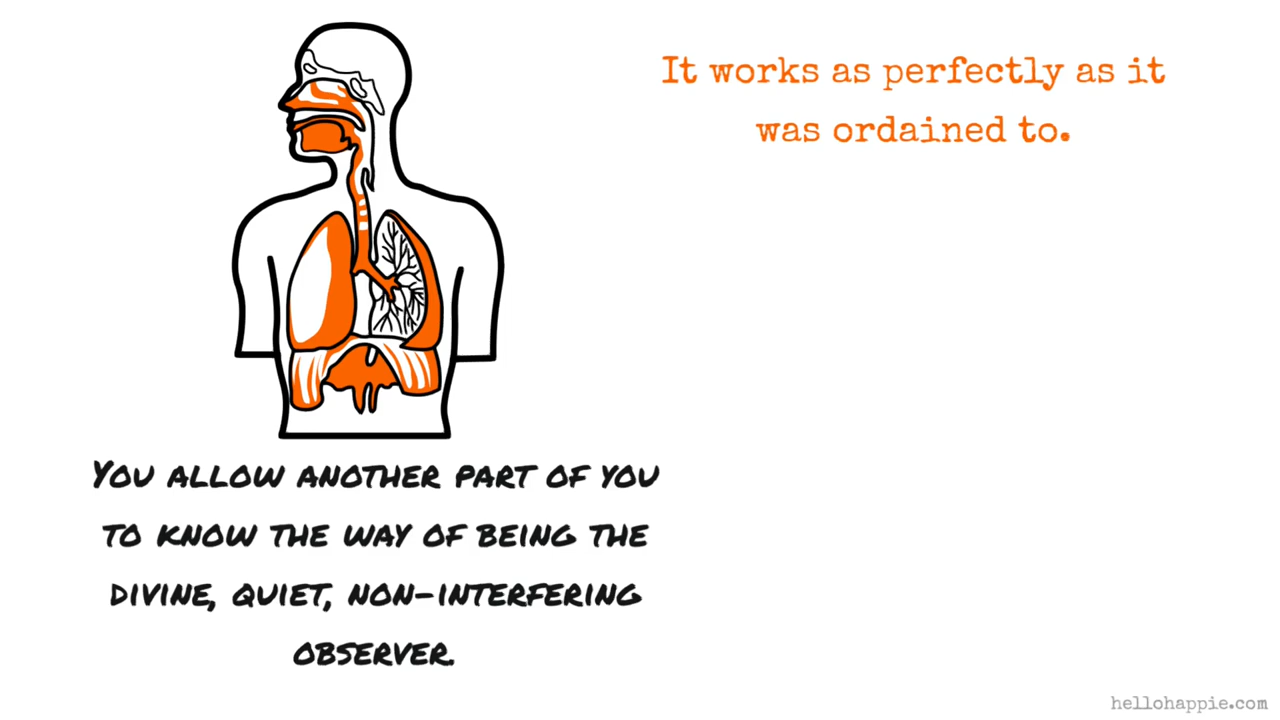 It works as perfectly as it
was ordained to.
You allow another part of you
to know the way of being the
divine, quiet, non-interfering
observer.
hellohappie.com